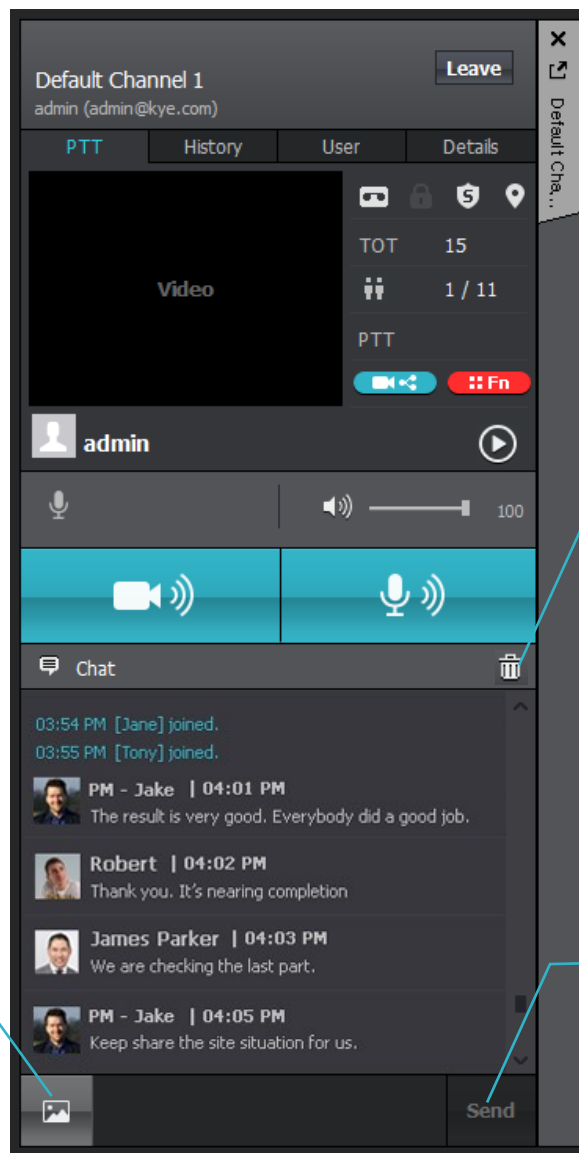 Default Channel 1
Leave
admin (admin@kye.com)
Default Cha...
PTT History User Details
Video
S
TOT 15
1 / 11
PTT
Fn
admin
100
Chat
03:54 PM [Jane] joined.
03:55 PM [Tony] joined.
PM - Jake | 04:01 PM
The result is very good. Everybody did a good job.
Robert | 04:02 PM
Thank you. It's nearing completion
James Parker | 04:03 PM
We are checking the last part.
PM - Jake | 04:05 PM
Keep share the site situation for us.
Send